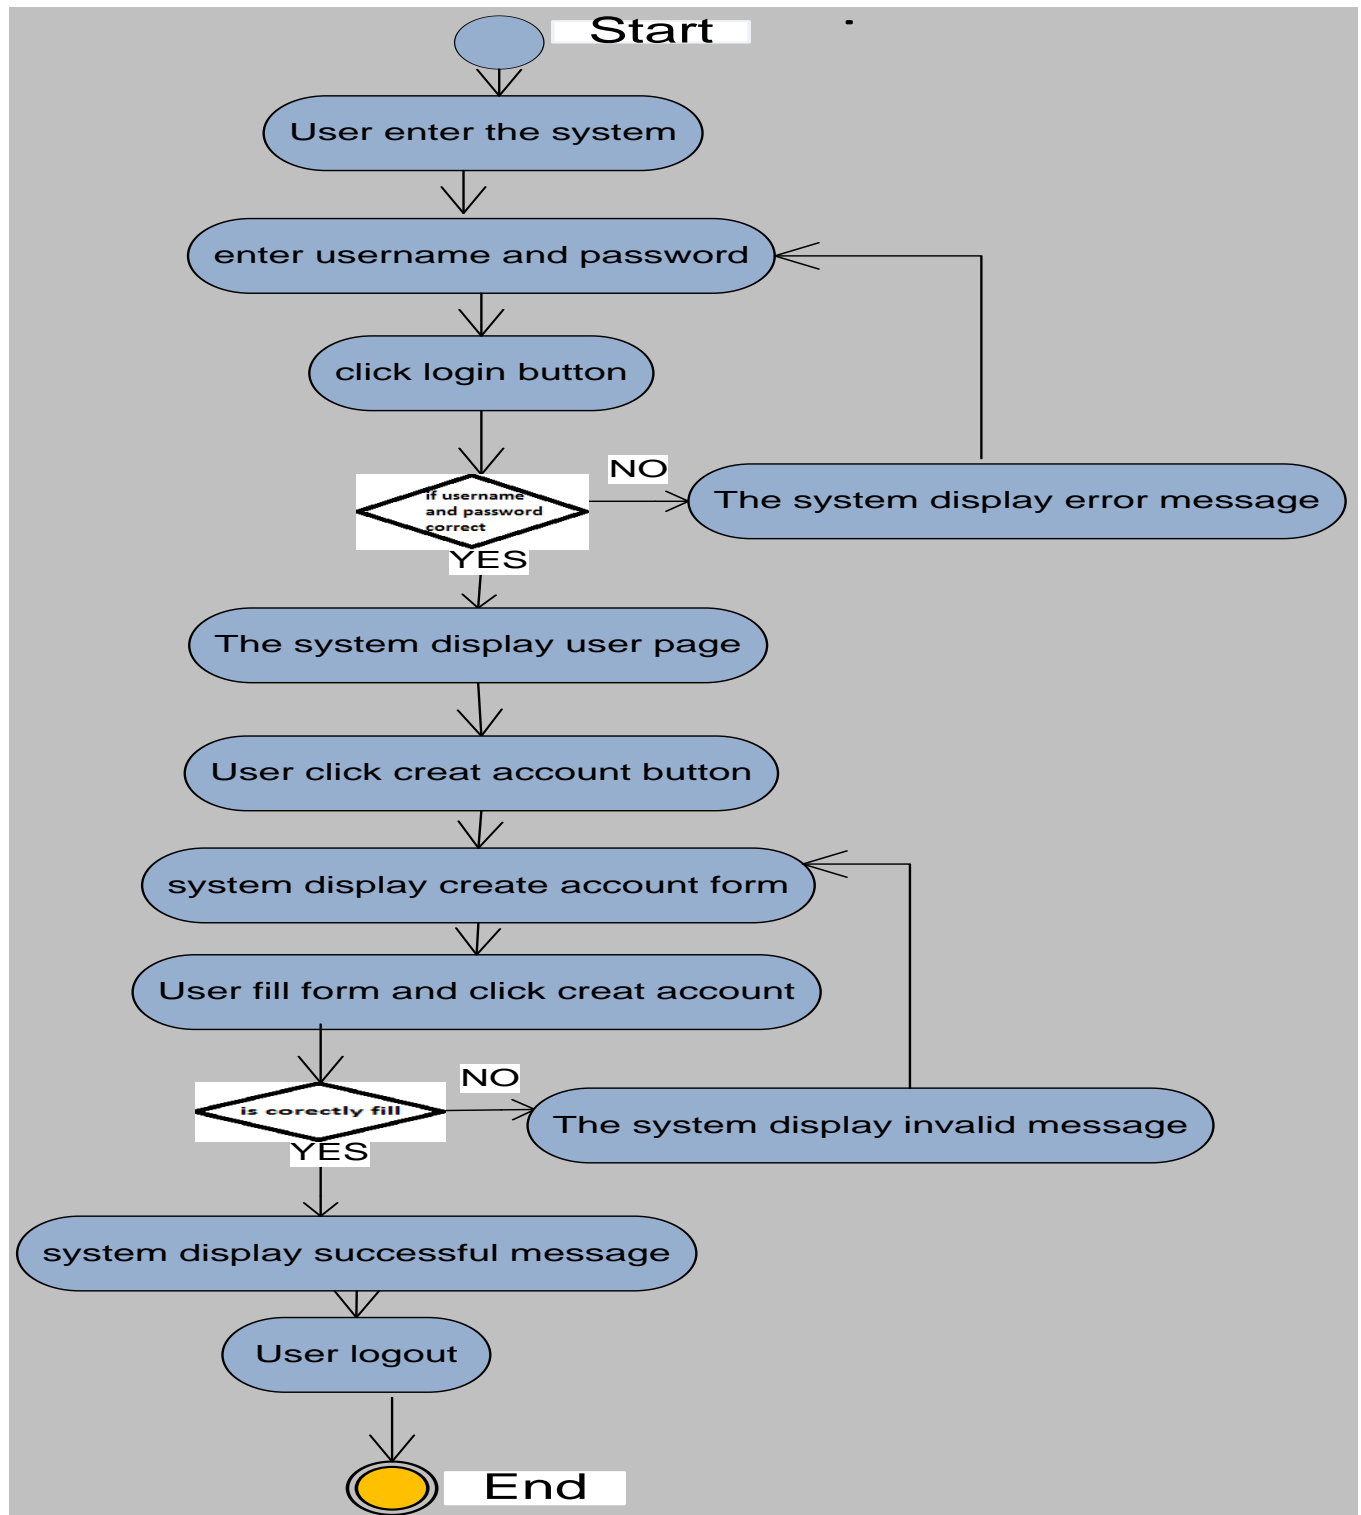 Start
User enter the system
enter username and password
click login button
if username
and password
correct
NO
The system display error message
YES
The system display user page
User click creat account button
system display create account form
User fill form and click creat account
is corectly fill
NO
The system display invalid message
YES
system display successful message
User logout
End